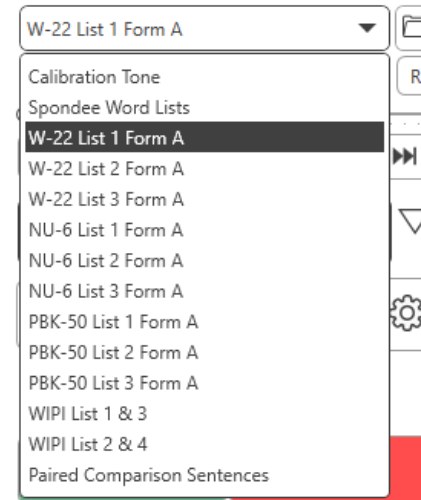 W-22 List 1 Form A
Calibration Tone
R
Spondee Word Lists
W-22 List 1 Form A
W-22 List 2 Form A
W-22 List 3 Form A
NU-6 List 1 Form A
NU-6 List 2 Form A
NU-6 List 3 Form A
PBK-50 List 1 Form A
PBK-50 List 2 Form A
PBK-50 List 3 Form A
WIPI List 1 & 3
WIPI List 2 & 4
Paired Comparison Sentences